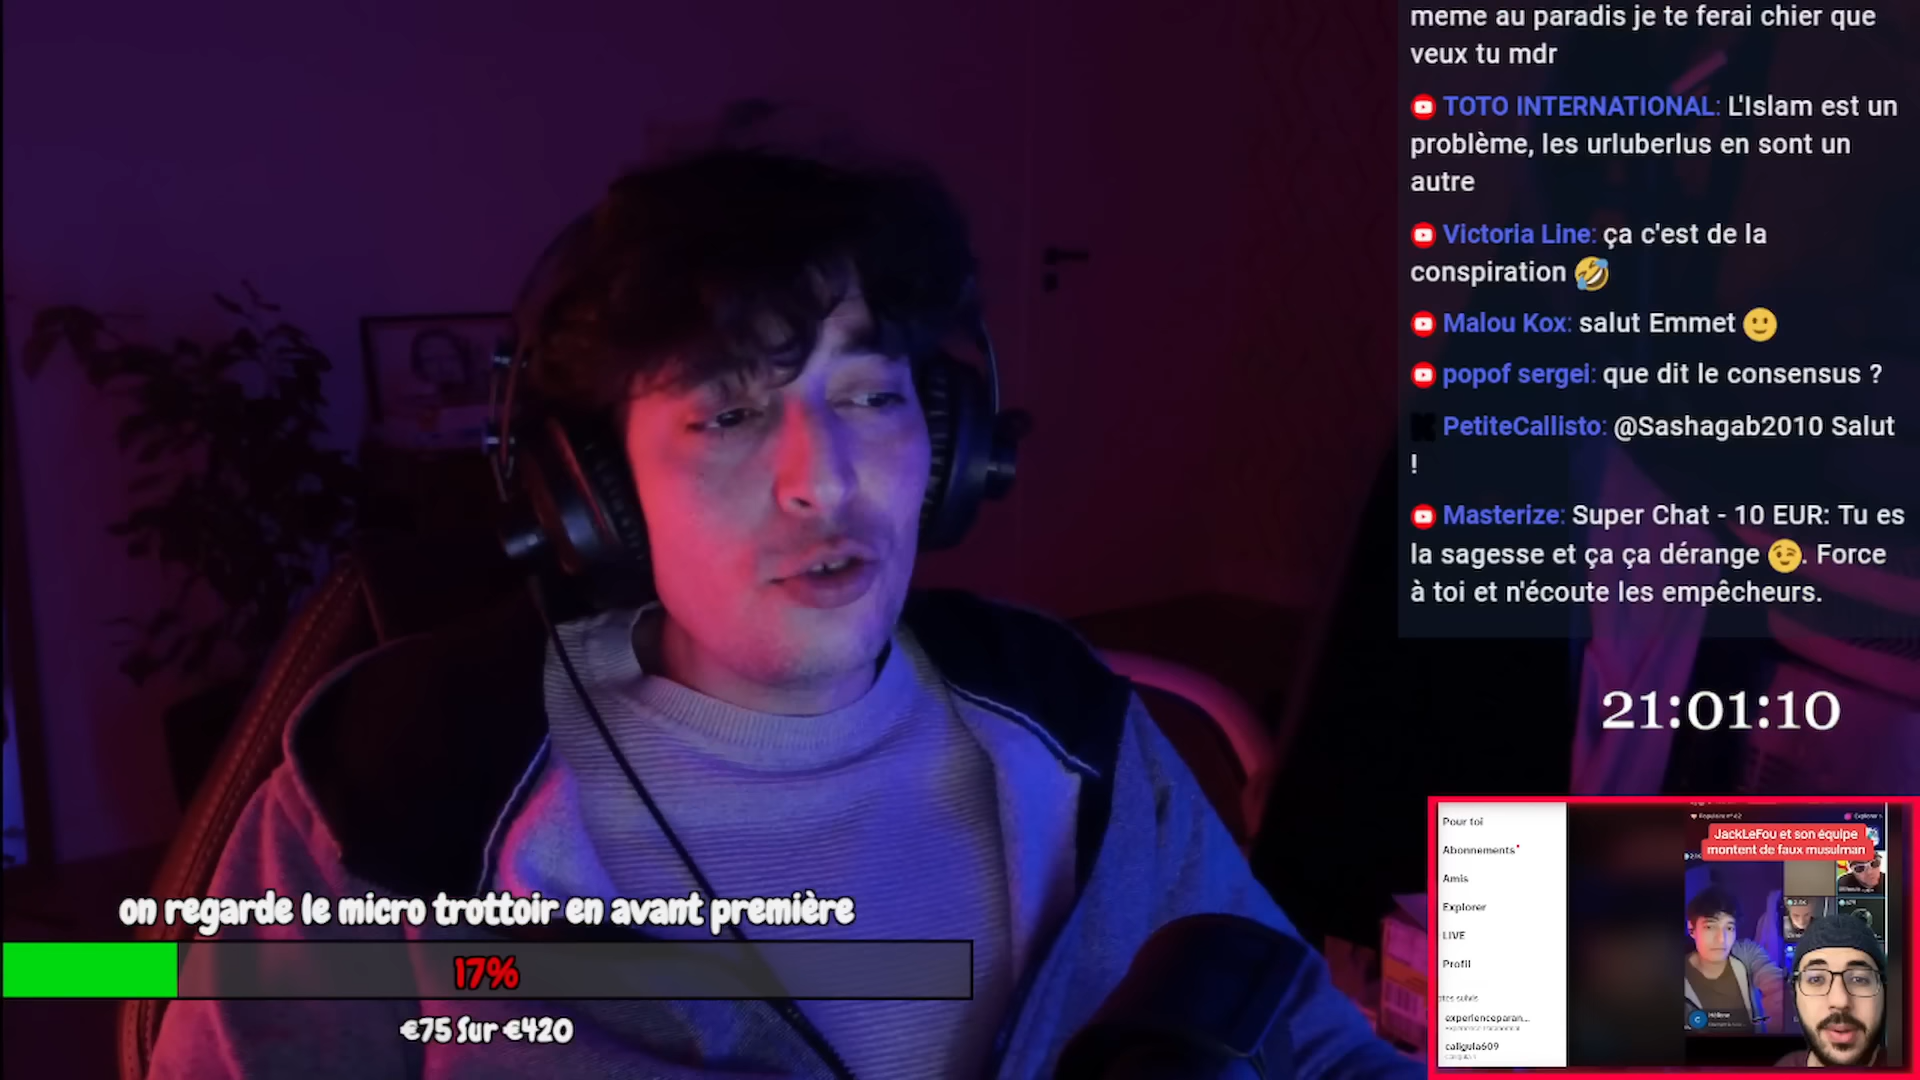 meme au paradis je te ferai chier que
veux tu mdr
TOTO INTERNATIONAL: L'Islam est un
problème, les urluberlus en sont un
autre
Victoria Line: ça c'est de la
conspiration 🤣
Malou Kox: salut Emmet 🙂
popof sergei: que dit le consensus ?
PetiteCallisto: @Sashagab2010 Salut
!
Masterize: Super Chat - 10 EUR: Tu es
la sagesse et ça ça dérange 😉. Force
à toi et n'écoute les empêcheurs.
21:01:10
on regarde le micro trottoir en avant première
17%
€75 Sur €420
Pour toi
Abonnements
Amis
Explorer
LIVE
Profil
experienceparan...
caligula609
JackLeFou et son équipe
montent de faux musulman